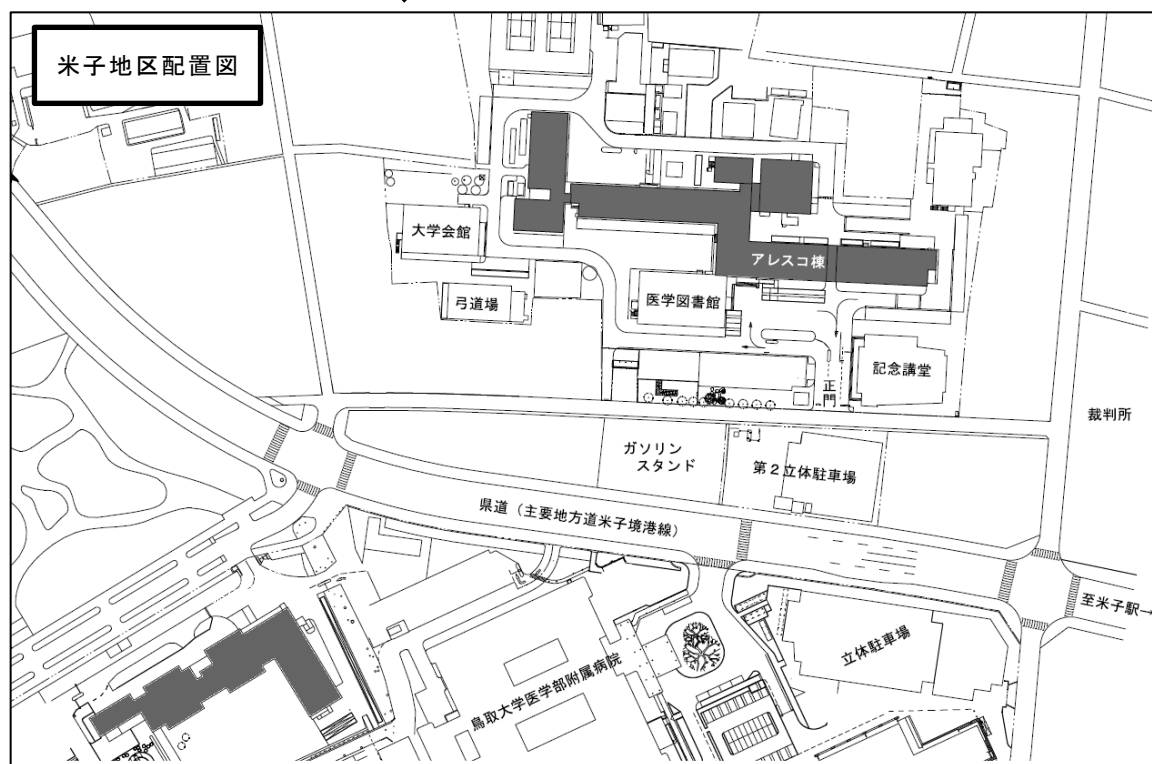 米子地区配置図
大学会館
アレスコ棟
弓道場
医学図書館
記念講堂
正門
裁判所
ガソリン
スタンド
第2立体駐車場
県道(主要地方道米子境港線)
至米子駅→
立体駐車場
鳥取大学医学部附属病院